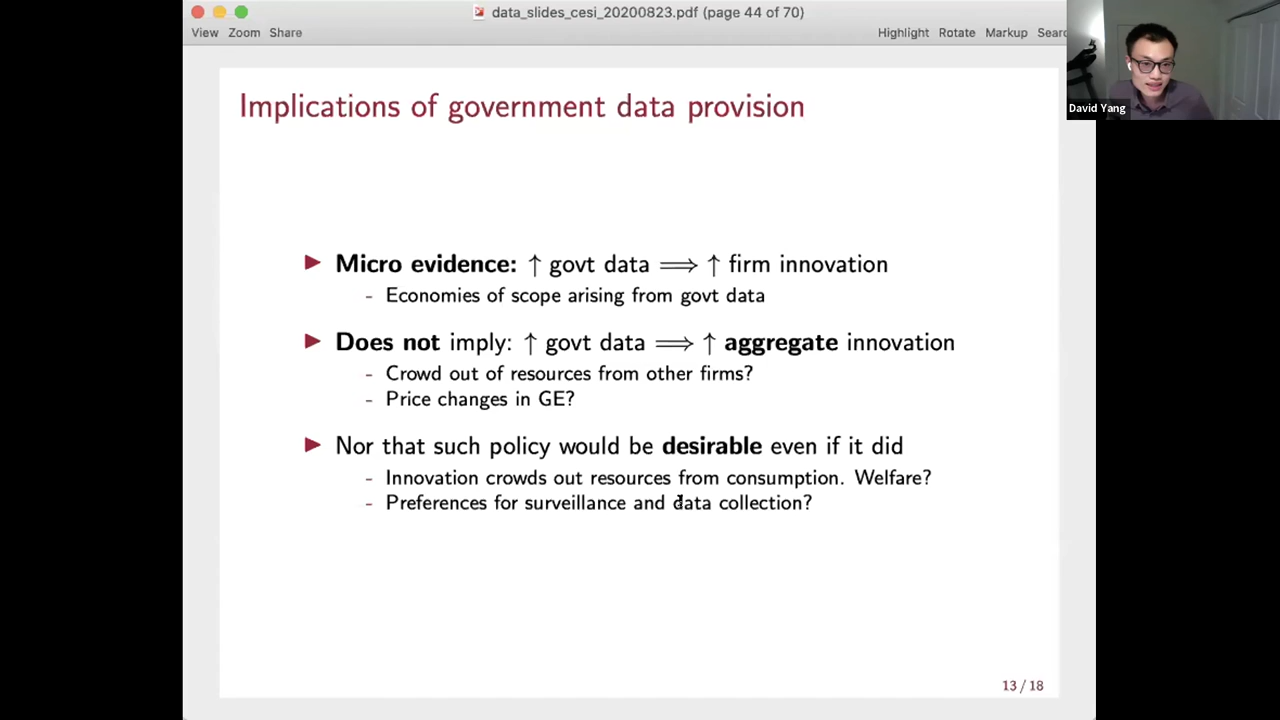 data_slides_cesi_20200823.pdf (page 44 of 70)
View Zoom Share
Highlight Rotate Markup Searc
David Yang
Implications of government data provision
▶ Micro evidence: ↑ govt data ⟹ ↑ firm innovation
- Economies of scope arising from govt data
▶ Does not imply: ↑ govt data ⟹ ↑ aggregate innovation
- Crowd out of resources from other firms?
- Price changes in GE?
▶ Nor that such policy would be desirable even if it did
- Innovation crowds out resources from consumption. Welfare?
- Preferences for surveillance and data collection?
13 / 18